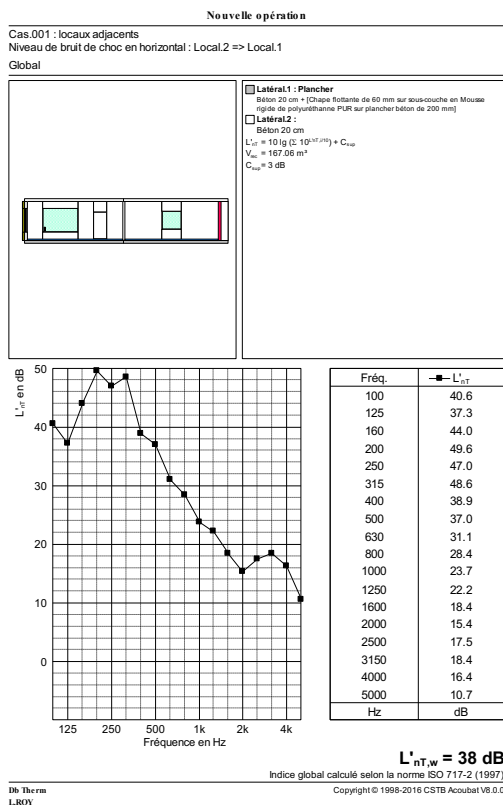 Nouvelle opération
Cas.001 : locaux adjacents
Niveau de bruit de choc en horizontal : Local.2 => Local.1
Global
Latéral.1 : Plancher
Béton 20 cm + [Chape flottante de 60 mm sur sous-couche en Mousse
rigide de polyuréthanne PUR sur plancher béton de 200 mm]
Latéral.2 :
Béton 20 cm
L'nT = 10 lg (Σ 10^L'nT,i/10) + Csup
Vrec = 167.06 m³
Csup = 3 dB
L'nT en dB
50
40
30
20
10
0
125 250 500 1k 2k 4k
Fréquence en Hz
Fréq. L'nT
100 40.6
125 37.3
160 44.0
200 49.6
250 47.0
315 48.6
400 38.9
500 37.0
630 31.1
800 28.4
1000 23.7
1250 22.2
1600 18.4
2000 15.4
2500 17.5
3150 18.4
4000 16.4
5000 10.7
Hz dB
L'nT,w = 38 dB
Indice global calculé selon la norme ISO 717-2 (1997)
Db Therm
L.ROY
Copyright © 1998-2016 CSTB Acoubat V8.0.0